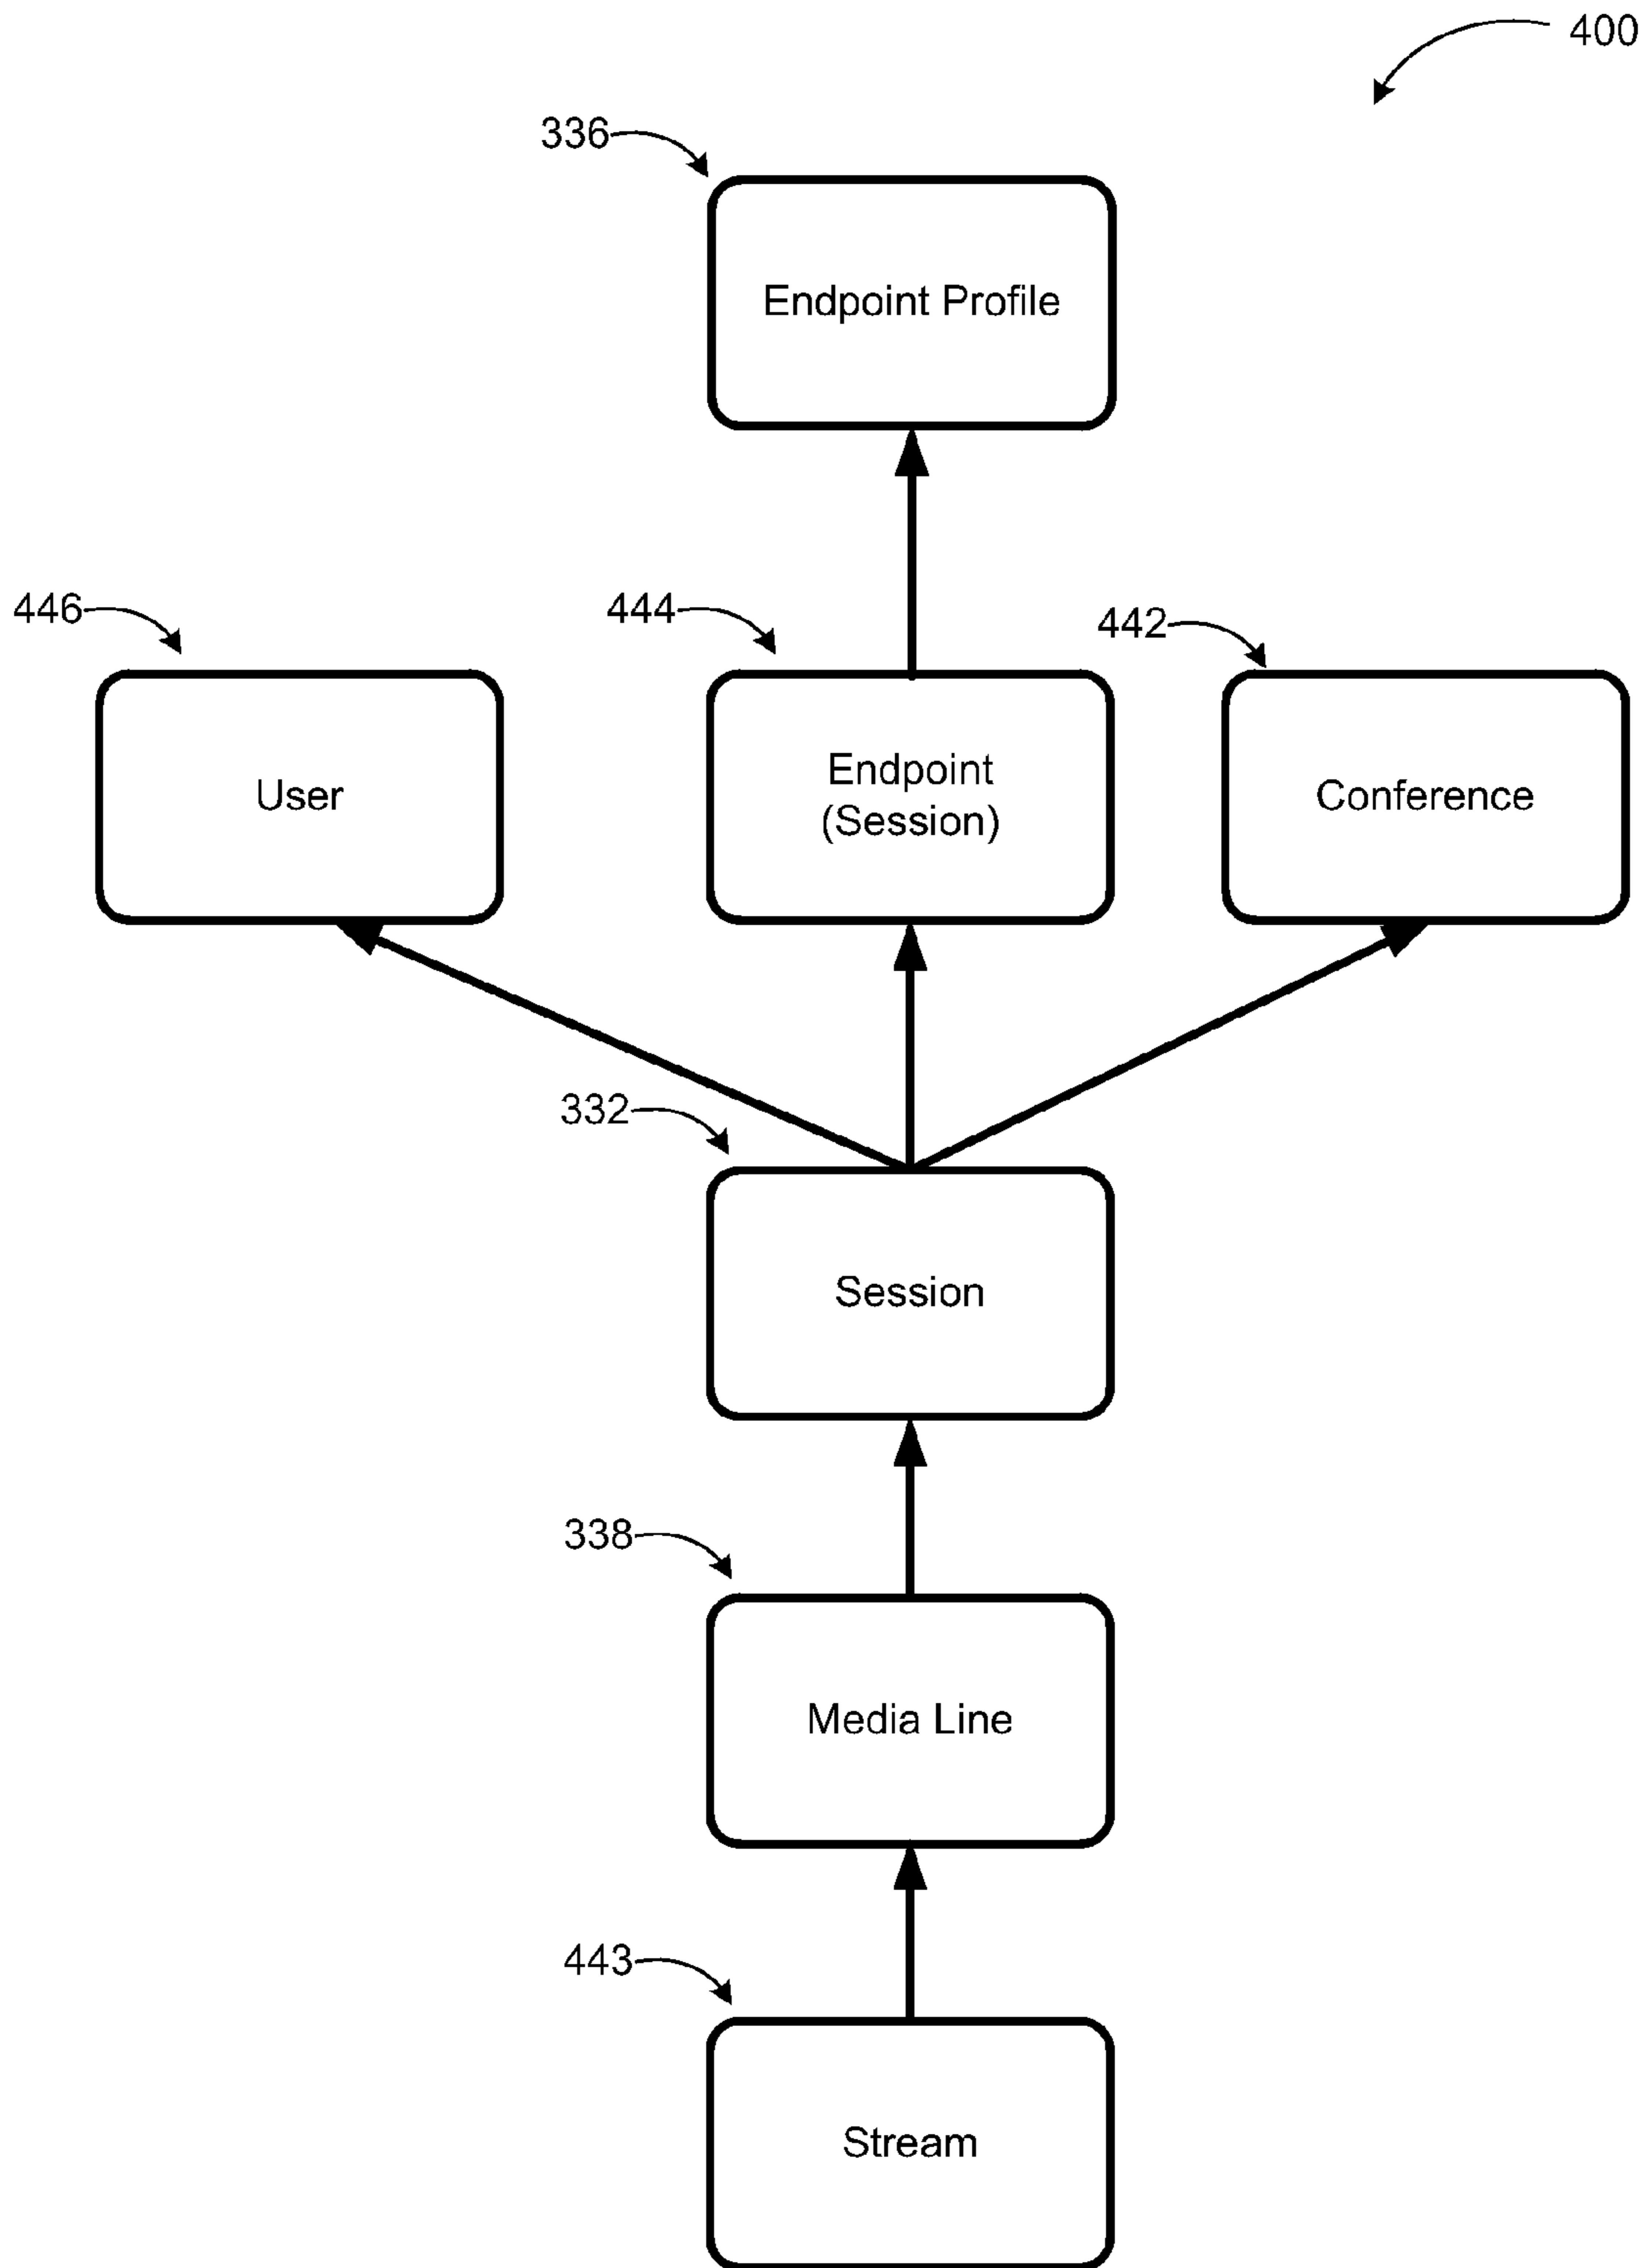 400
336
Endpoint Profile
446
444
442
User
Endpoint
(Session)
Conference
332
Session
338
Media Line
443
Stream